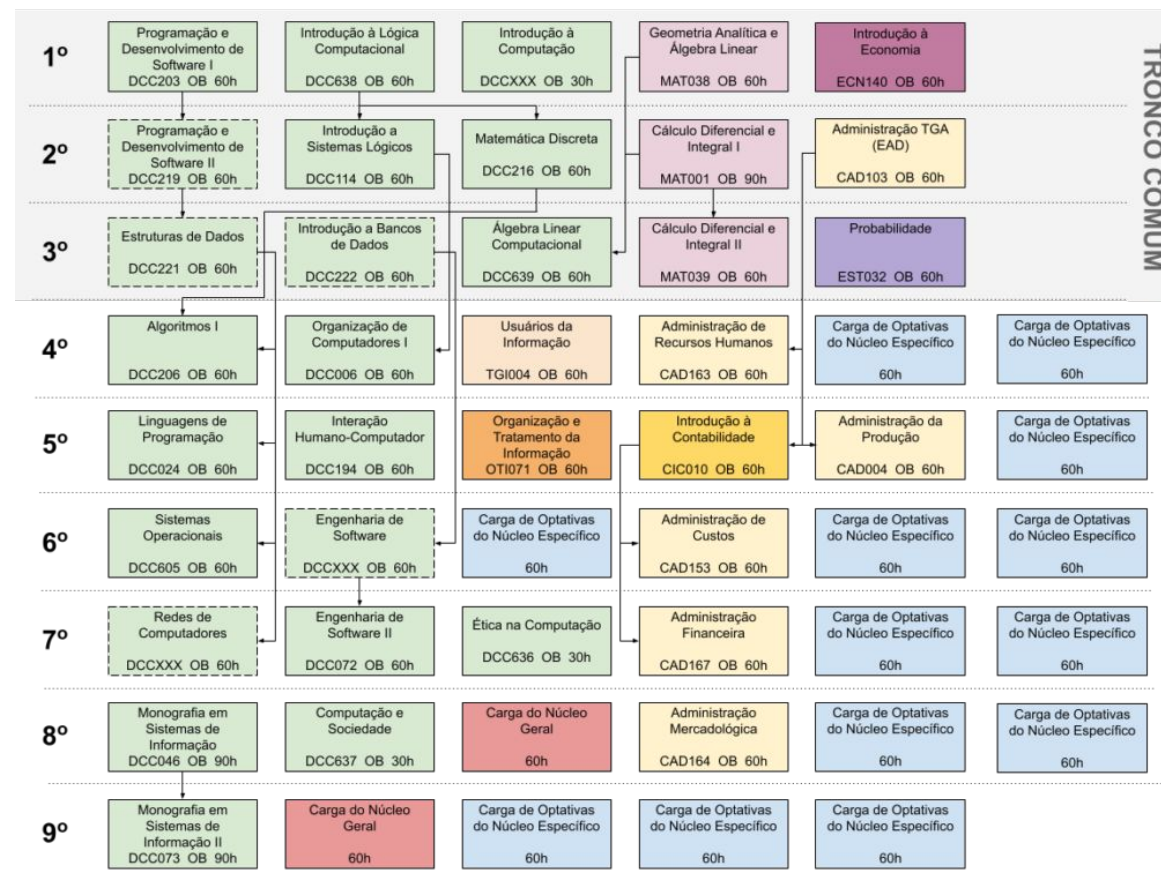 TRONCO COMUM
1º
Programação e
Desenvolvimento de
Software I
DCC203 OB 60h
Introdução à Lógica
Computacional
DCC638 OB 60h
Introdução à
Computação
DCCXXX OB 30h
Geometria Analítica e
Álgebra Linear
MAT038 OB 60h
Introdução à
Economia
ECN140 OB 60h
2º
Programação e
Desenvolvimento de
Software II
DCC219 OB 60h
Introdução a
Sistemas Lógicos
DCC114 OB 60h
Matemática Discreta
DCC216 OB 60h
Cálculo Diferencial e
Integral I
MAT001 OB 90h
Administração TGA
(EAD)
CAD103 OB 60h
3º
Estruturas de Dados
DCC221 OB 60h
Introdução a Bancos
de Dados
DCC222 OB 60h
Álgebra Linear
Computacional
DCC639 OB 60h
Cálculo Diferencial e
Integral II
MAT039 OB 60h
Probabilidade
EST032 OB 60h
4º
Algoritmos I
DCC206 OB 60h
Organização de
Computadores I
DCC006 OB 60h
Usuários da
Informação
TGI004 OB 60h
Administração de
Recursos Humanos
CAD163 OB 60h
Carga de Optativas
do Núcleo Específico
60h
Carga de Optativas
do Núcleo Específico
60h
5º
Linguagens de
Programação
DCC024 OB 60h
Interação
Humano-Computador
DCC194 OB 60h
Organização e
Tratamento da
Informação
OTI071 OB 60h
Introdução à
Contabilidade
CIC010 OB 60h
Administração da
Produção
CAD004 OB 60h
Carga de Optativas
do Núcleo Específico
60h
6º
Sistemas
Operacionais
DCC605 OB 60h
Engenharia de
Software
DCCXXX OB 60h
Carga de Optativas
do Núcleo Específico
60h
Administração de
Custos
CAD153 OB 60h
Carga de Optativas
do Núcleo Específico
60h
Carga de Optativas
do Núcleo Específico
60h
7º
Redes de
Computadores
DCCXXX OB 60h
Engenharia de
Software II
DCC072 OB 60h
Ética na Computação
DCC636 OB 30h
Administração
Financeira
CAD167 OB 60h
Carga de Optativas
do Núcleo Específico
60h
Carga de Optativas
do Núcleo Específico
60h
8º
Monografia em
Sistemas de
Informação
DCC046 OB 90h
Computação e
Sociedade
DCC637 OB 30h
Carga do Núcleo
Geral
60h
Administração
Mercadológica
CAD164 OB 60h
Carga de Optativas
do Núcleo Específico
60h
Carga de Optativas
do Núcleo Específico
60h
9º
Monografia em
Sistemas de
Informação II
DCC073 OB 90h
Carga do Núcleo
Geral
60h
Carga de Optativas
do Núcleo Específico
60h
Carga de Optativas
do Núcleo Específico
60h
Carga de Optativas
do Núcleo Específico
60h